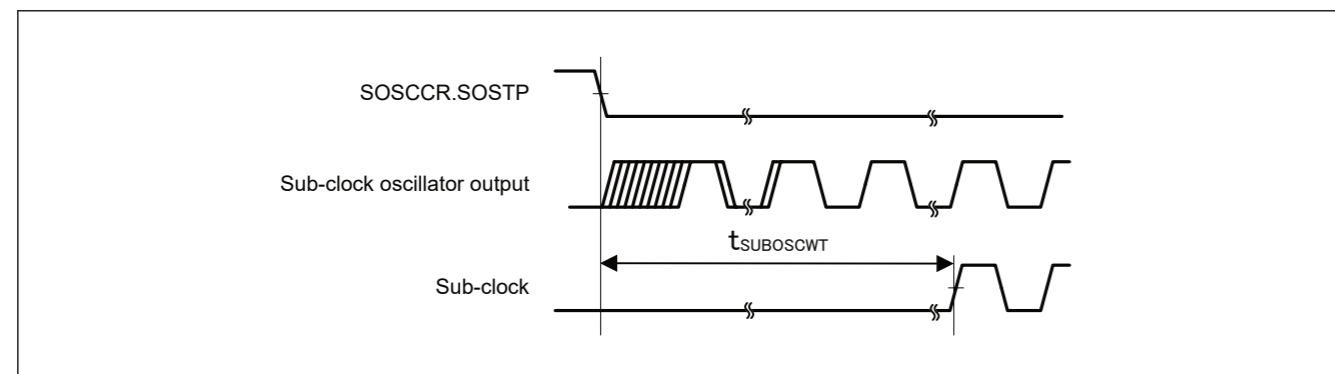 SOSCCR.SOSTP
Sub-clock oscillator output
tSUBOSCWT
Sub-clock